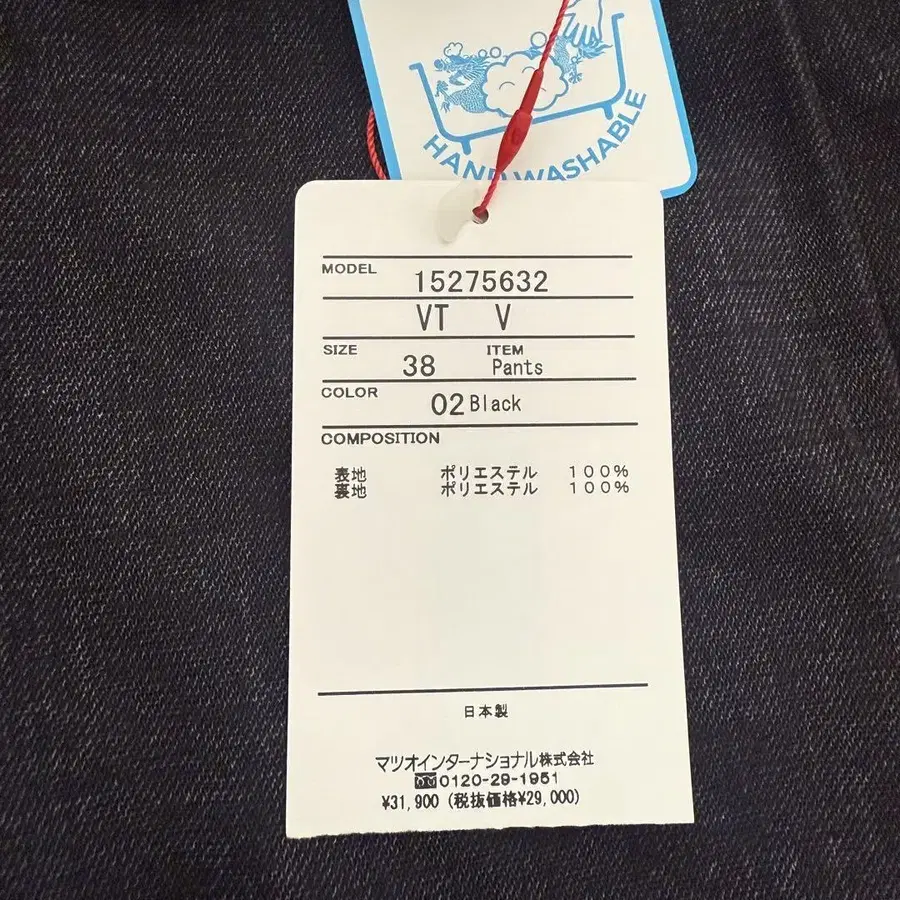 HAND WASHABLE
MODEL 15275632
VT V
SIZE 38 ITEM Pants
COLOR 02 Black
COMPOSITION
表地 ポリエステル 100%
裏地 ポリエステル 100%
日本製
マツオインターナショナル株式会社
0120-29-1951
¥31,900 (税抜価格¥29,000)